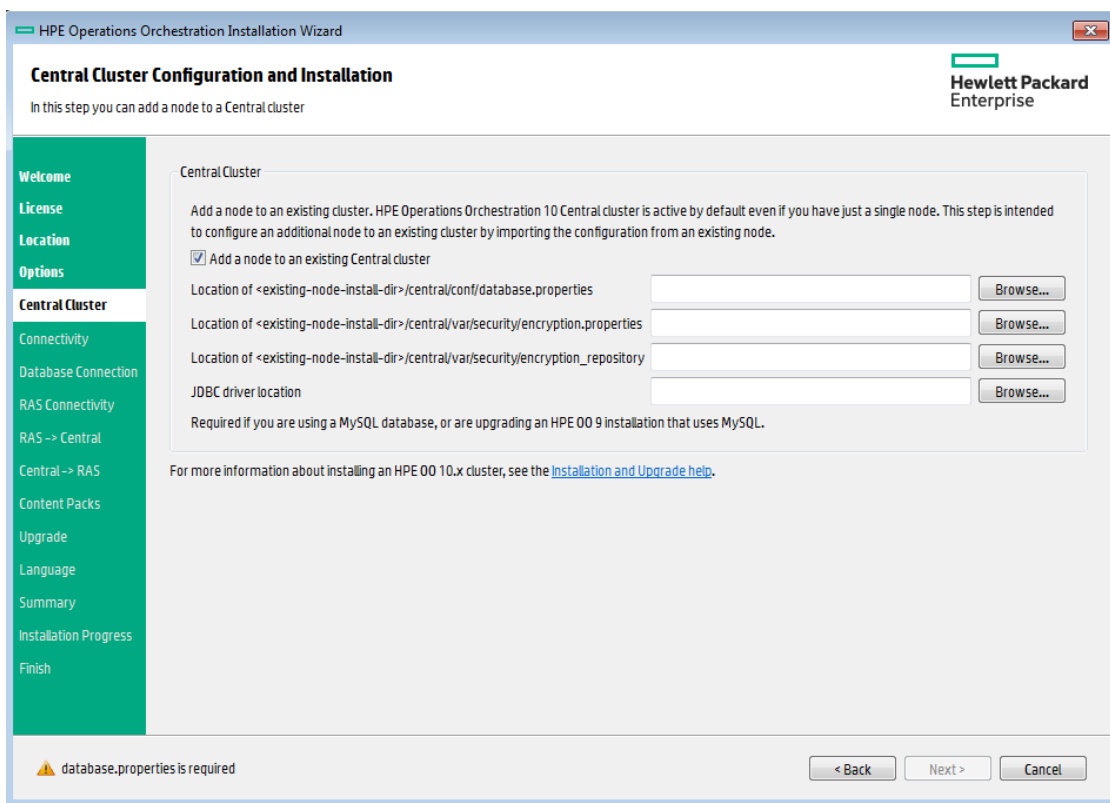 HPE Operations Orchestration Installation Wizard
Central Cluster Configuration and Installation
In this step you can add a node to a Central cluster
Hewlett Packard
Enterprise
Welcome
License
Location
Options
Central Cluster
Connectivity
Database Connection
RAS Connectivity
RAS -> Central
Central -> RAS
Content Packs
Upgrade
Language
Summary
Installation Progress
Finish
Central Cluster
Add a node to an existing cluster. HPE Operations Orchestration 10 Central cluster is active by default even if you have just a single node. This step is intended
to configure an additional node to an existing cluster by importing the configuration from an existing node.
Add a node to an existing Central cluster
Location of <existing-node-install-dir>/central/conf/database.properties Browse...
Location of <existing-node-install-dir>/central/var/security/encryption.properties Browse...
Location of <existing-node-install-dir>/central/var/security/encryption_repository Browse...
JDBC driver location Browse...
Required if you are using a MySQL database, or are upgrading an HPE OO 9 installation that uses MySQL.
For more information about installing an HPE OO 10.x cluster, see the Installation and Upgrade help.
database.properties is required
< Back Next > Cancel